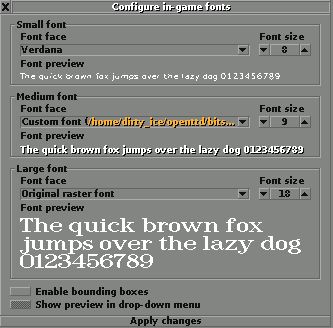 Configure in-game fonts
Small font
Font face Font size
Verdana 8
Font preview
The quick brown fox jumps over the lazy dog 0123456789
Medium font
Font face Font size
Custom font (/home/dirty_ice/openttd/bits... 9
Font preview
The quick brown fox jumps over the lazy dog 0123456789
Large font
Font face Font size
Original raster font 18
Font preview
The quick brown fox
jumps over the lazy dog
0123456789
Enable bounding boxes
Show preview in drop-down menu
Apply changes